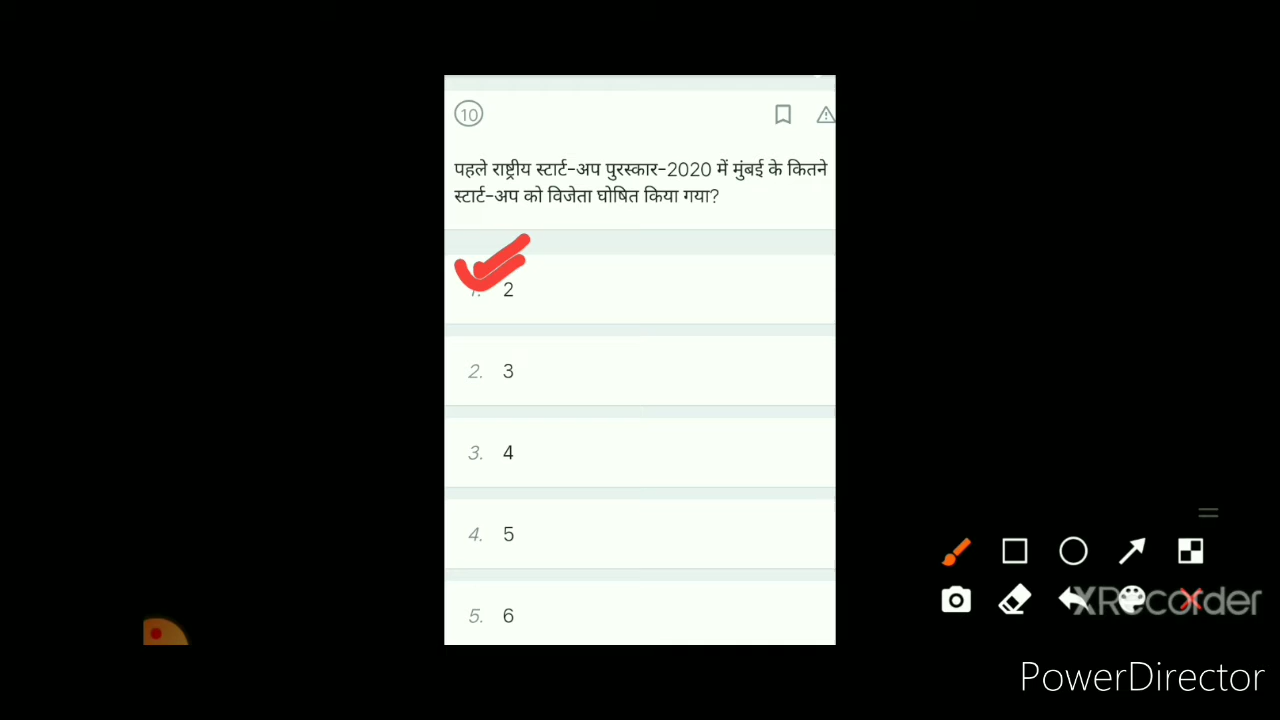 10
पहले राष्ट्रीय स्टार्ट-अप पुरस्कार-2020 में मुंबई के कितने
स्टार्ट-अप को विजेता घोषित किया गया?
1. 2
2. 3
3. 4
4. 5
5. 6
XRecorder
PowerDirector